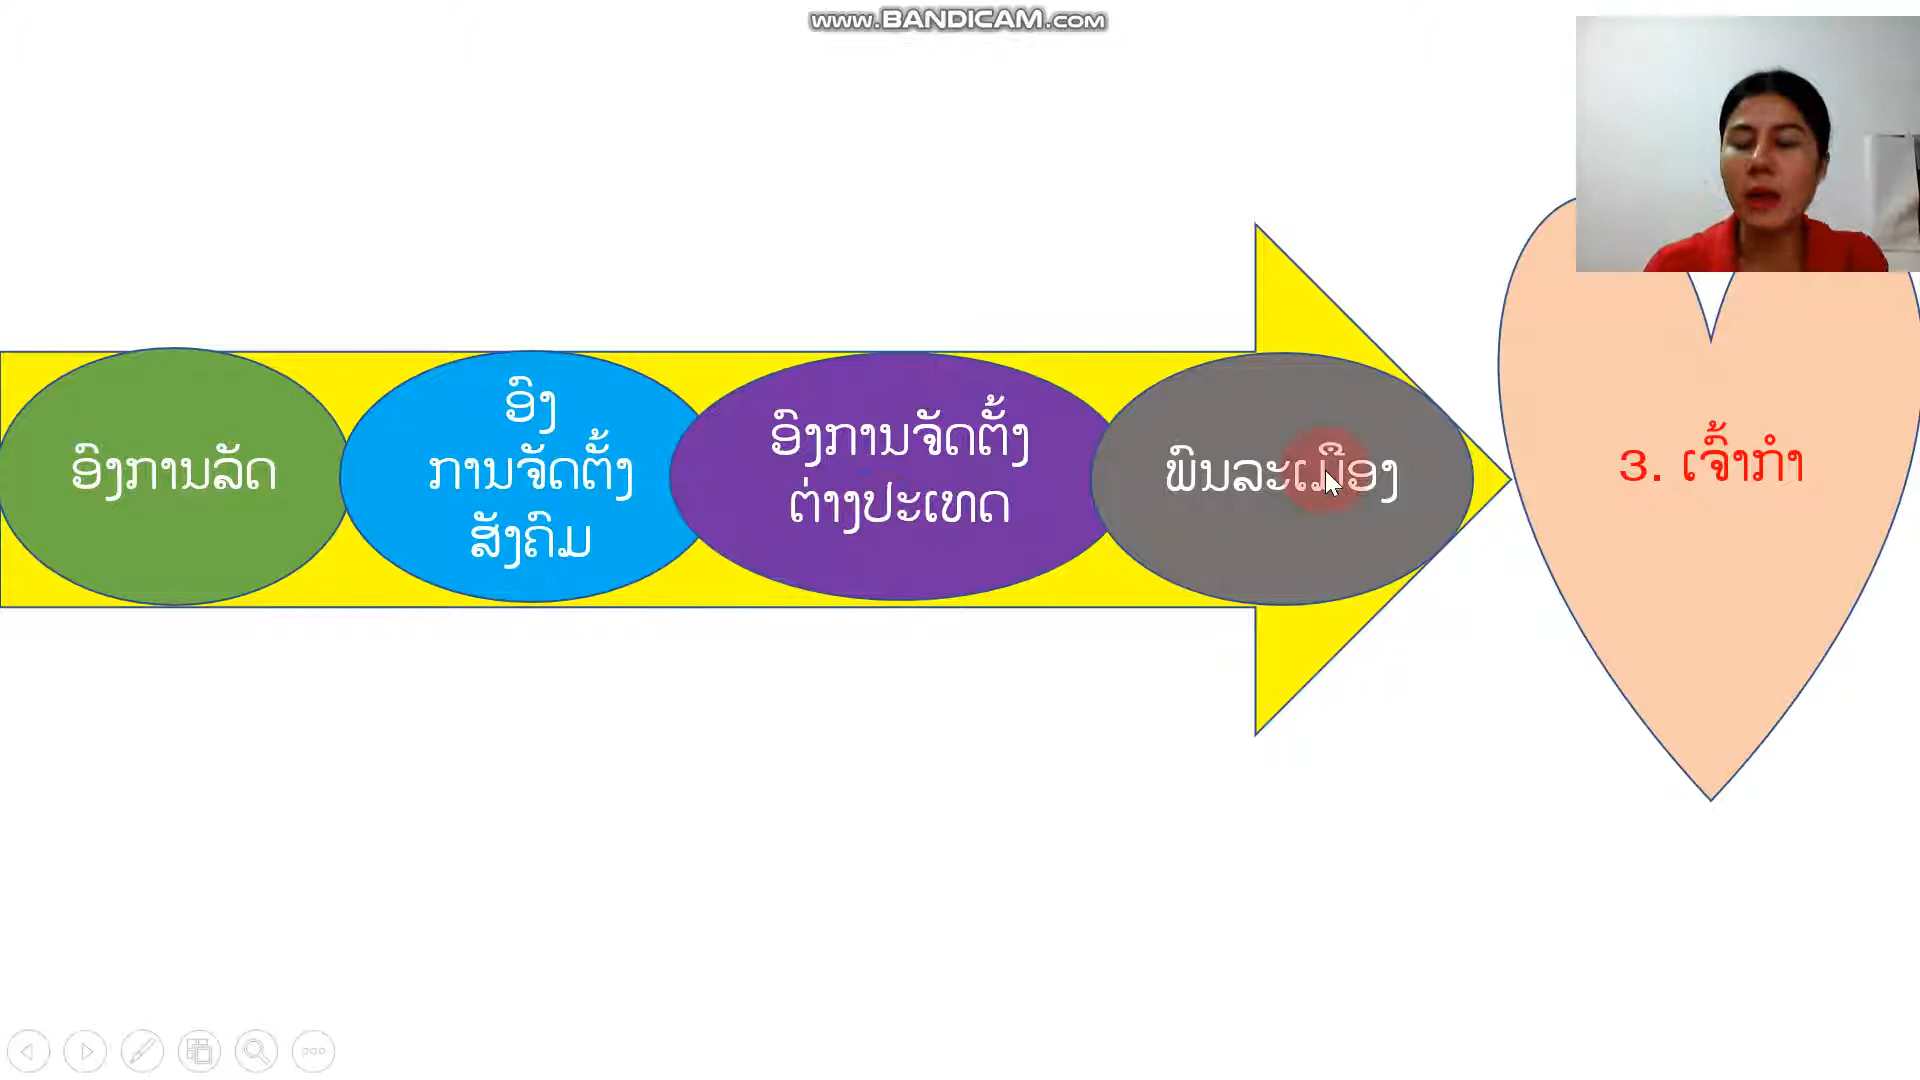 www.BANDICAM.com
ອົງການລັດ
ອົງ
ການຈັດຕັ້ງ
ສັງຄົມ
ອົງການຈັດຕັ້ງ
ຕ່າງປະເທດ
ພົນລະເມືອງ
3. ເຈົ້າກຳ